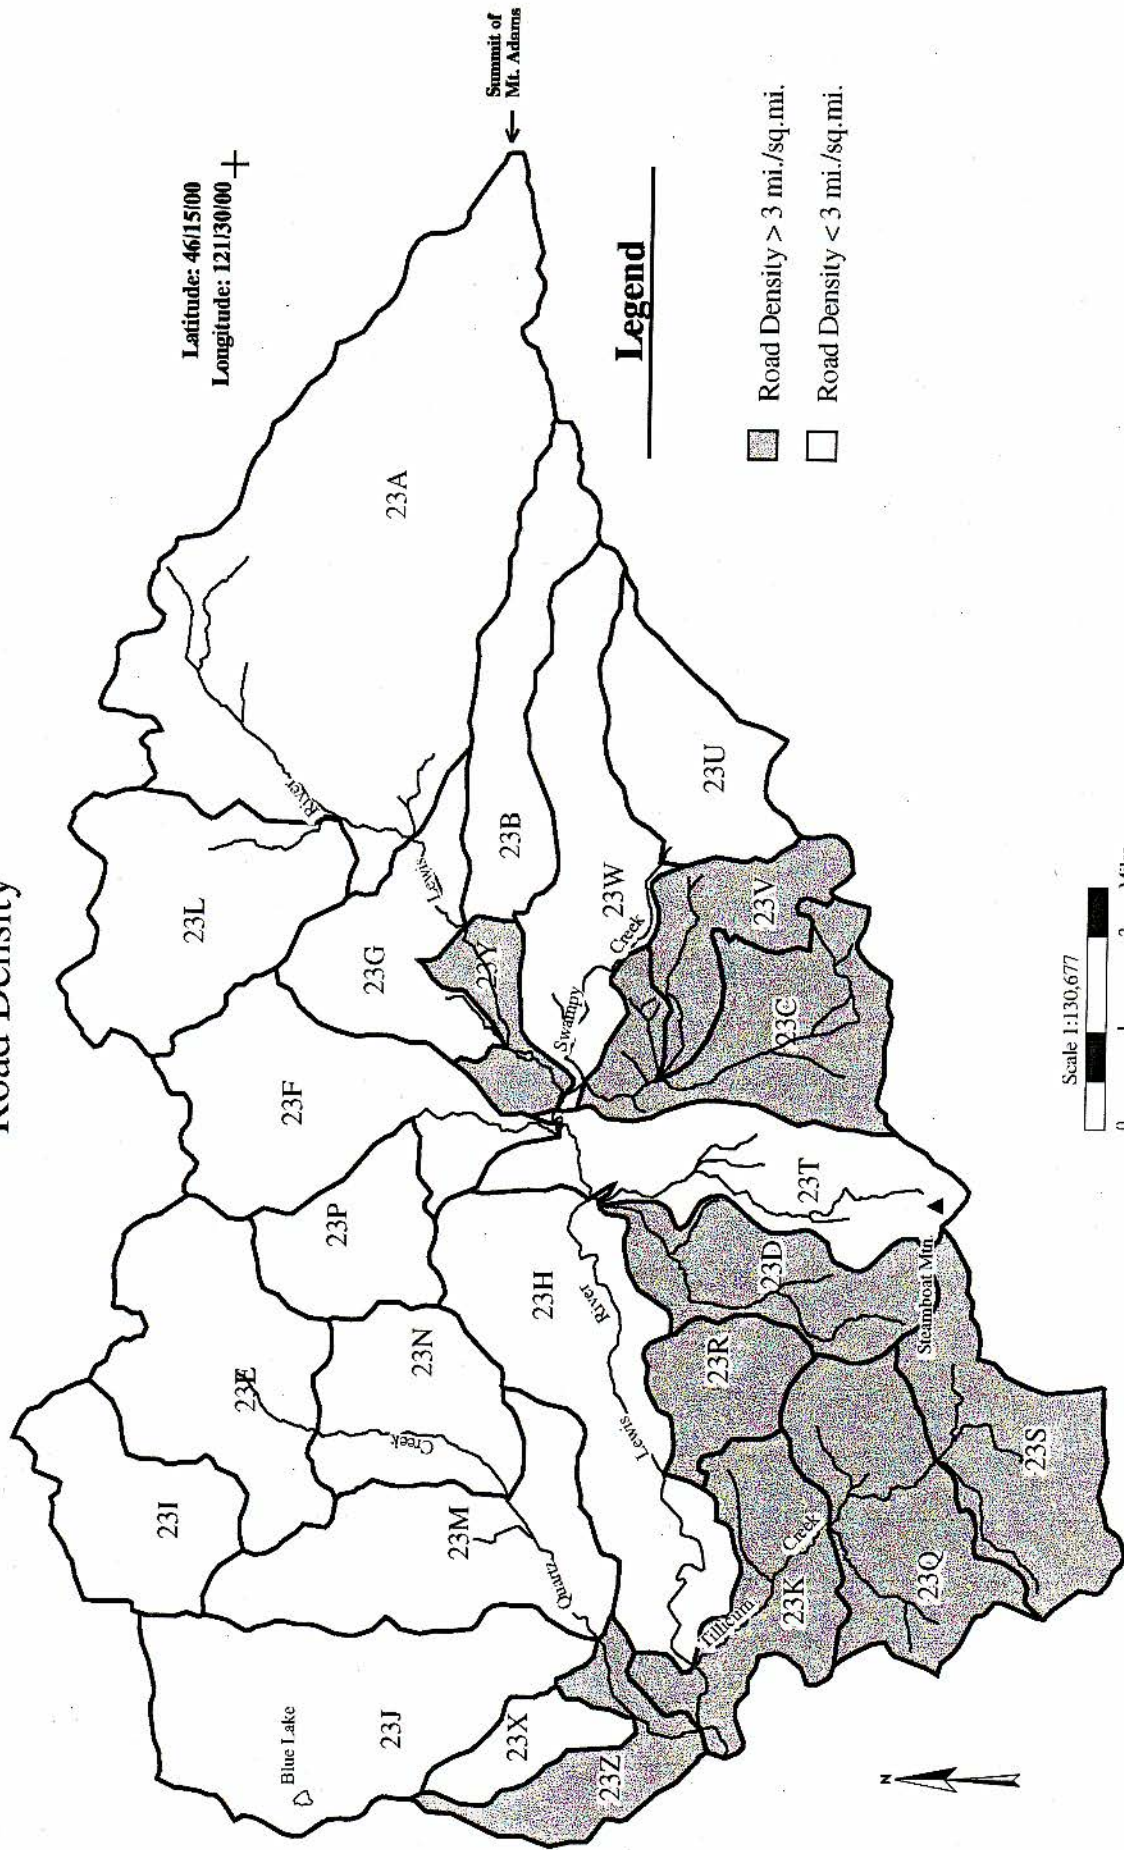 Road Density
Latitude: 46/15/00
Longitude: 121/30/00
Summit of
Mt. Adams
Legend
Road Density > 3 mi./sq.mi.
Road Density < 3 mi./sq.mi.
23A
23L
River
23G
Lewis
23B
23F
23Y
23W
23U
Swampy
Creek
23V
23C
23P
23T
23I
23E
23N
23H
River
23D
Steamboat Mtn.
Creek
23R
Lewis
23M
Quartz
Creek
23S
23Q
23K
Tillicum
Blue Lake
23J
23X
23Z
N
Scale 1:130,677
0